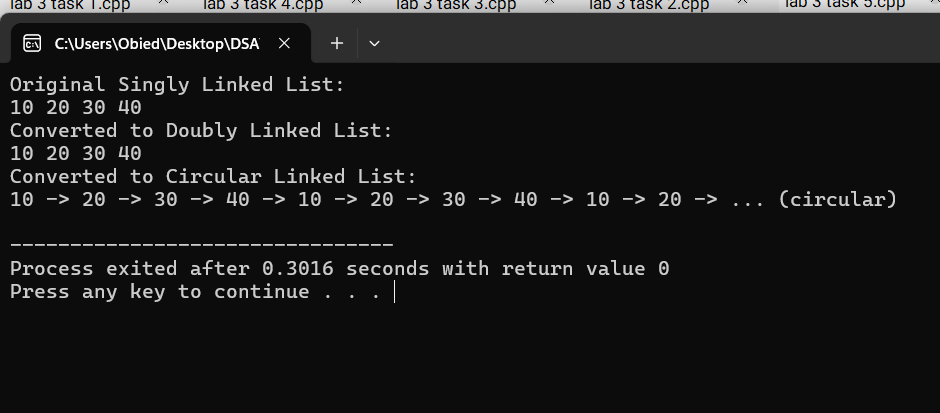 lab 3 task 1.cpp lab 3 task 4.cpp lab 3 task 3.cpp lab 3 task 2.cpp lab 3 task 5.cpp
C:\Users\Obied\Desktop\DSA
Original Singly Linked List:
10 20 30 40
Converted to Doubly Linked List:
10 20 30 40
Converted to Circular Linked List:
10 -> 20 -> 30 -> 40 -> 10 -> 20 -> 30 -> 40 -> 10 -> 20 -> ... (circular)
--------------------------------
Process exited after 0.3016 seconds with return value 0
Press any key to continue . . .